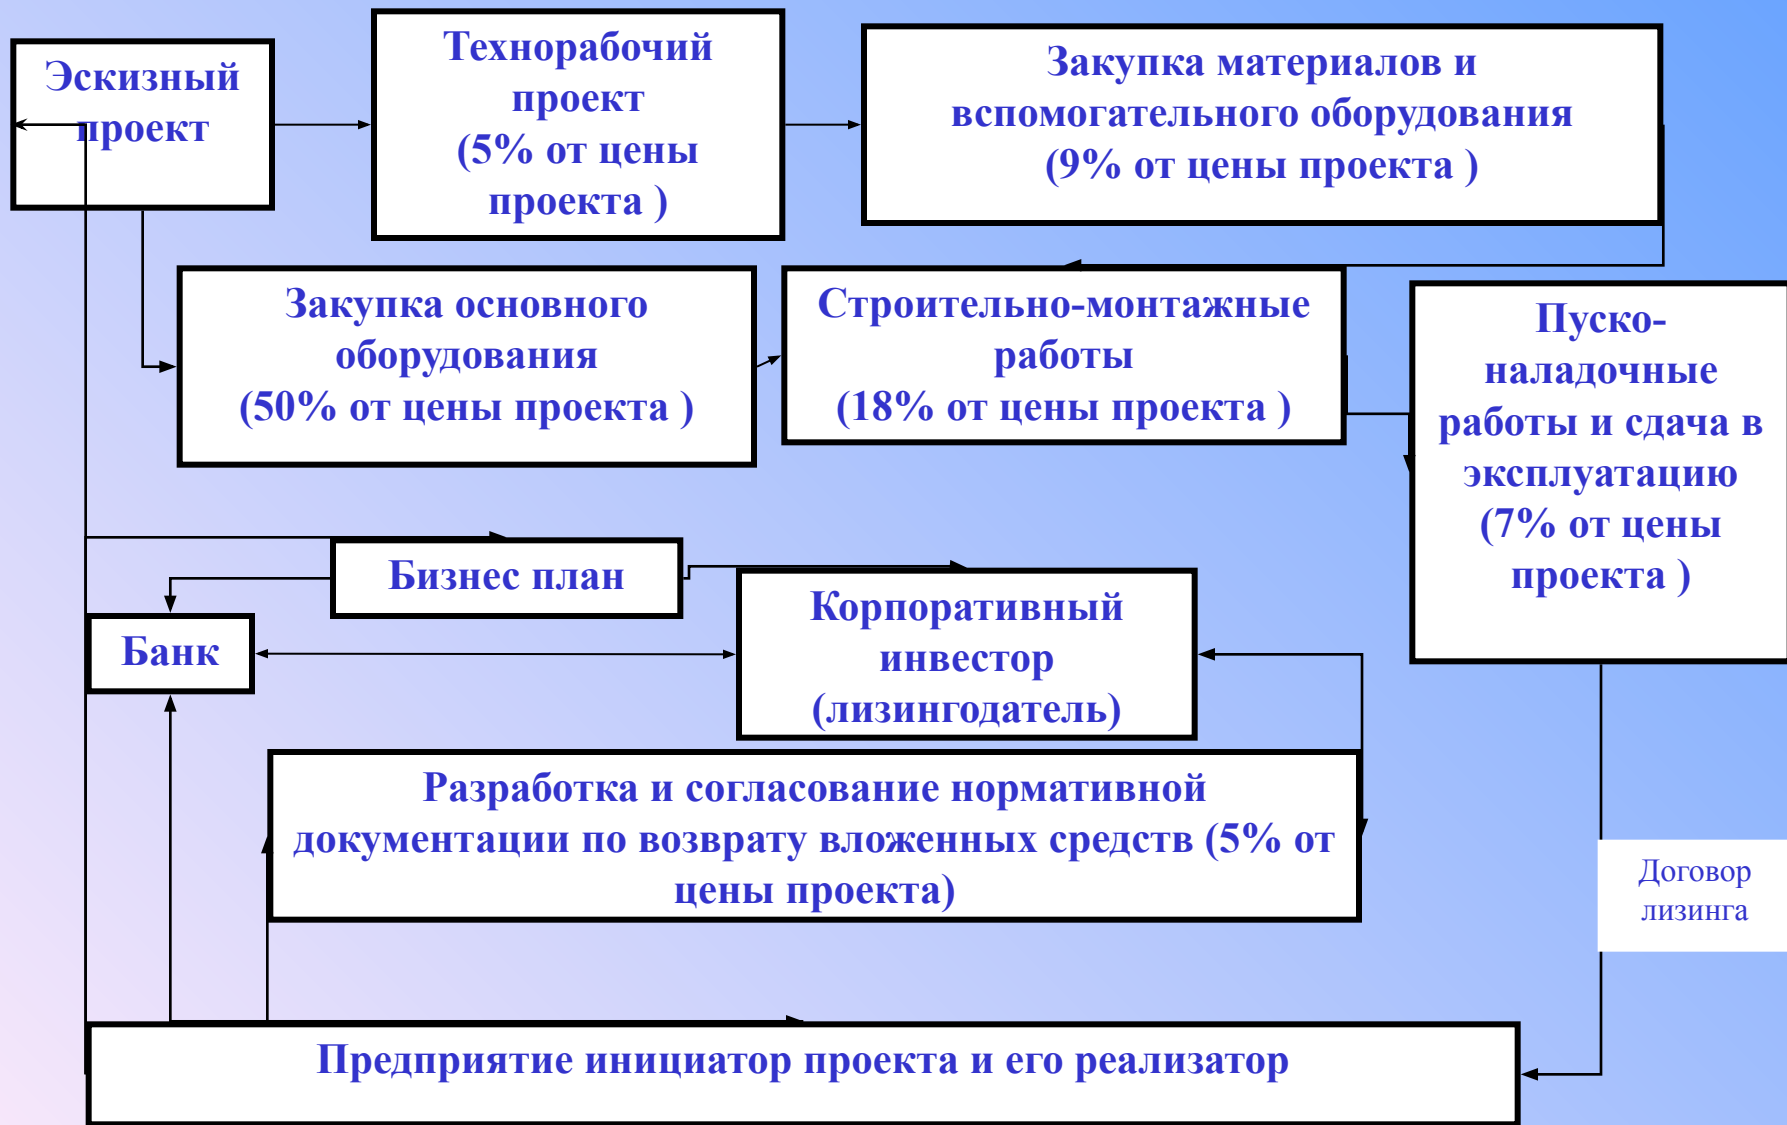 Эскизный
проект
Технорабочий
проект
(5% от цены
проекта )
Закупка материалов и
вспомогательного оборудования
(9% от цены проекта )
Закупка основного
оборудования
(50% от цены проекта )
Строительно-монтажные
работы
(18% от цены проекта )
Пуско-
наладочные
работы и сдача в
эксплуатацию
(7% от цены
проекта )
Бизнес план
Банк
Корпоративный
инвестор
(лизингодатель)
Разработка и согласование нормативной
документации по возврату вложенных средств (5% от
цены проекта)
Договор
лизинга
Предприятие инициатор проекта и его реализатор